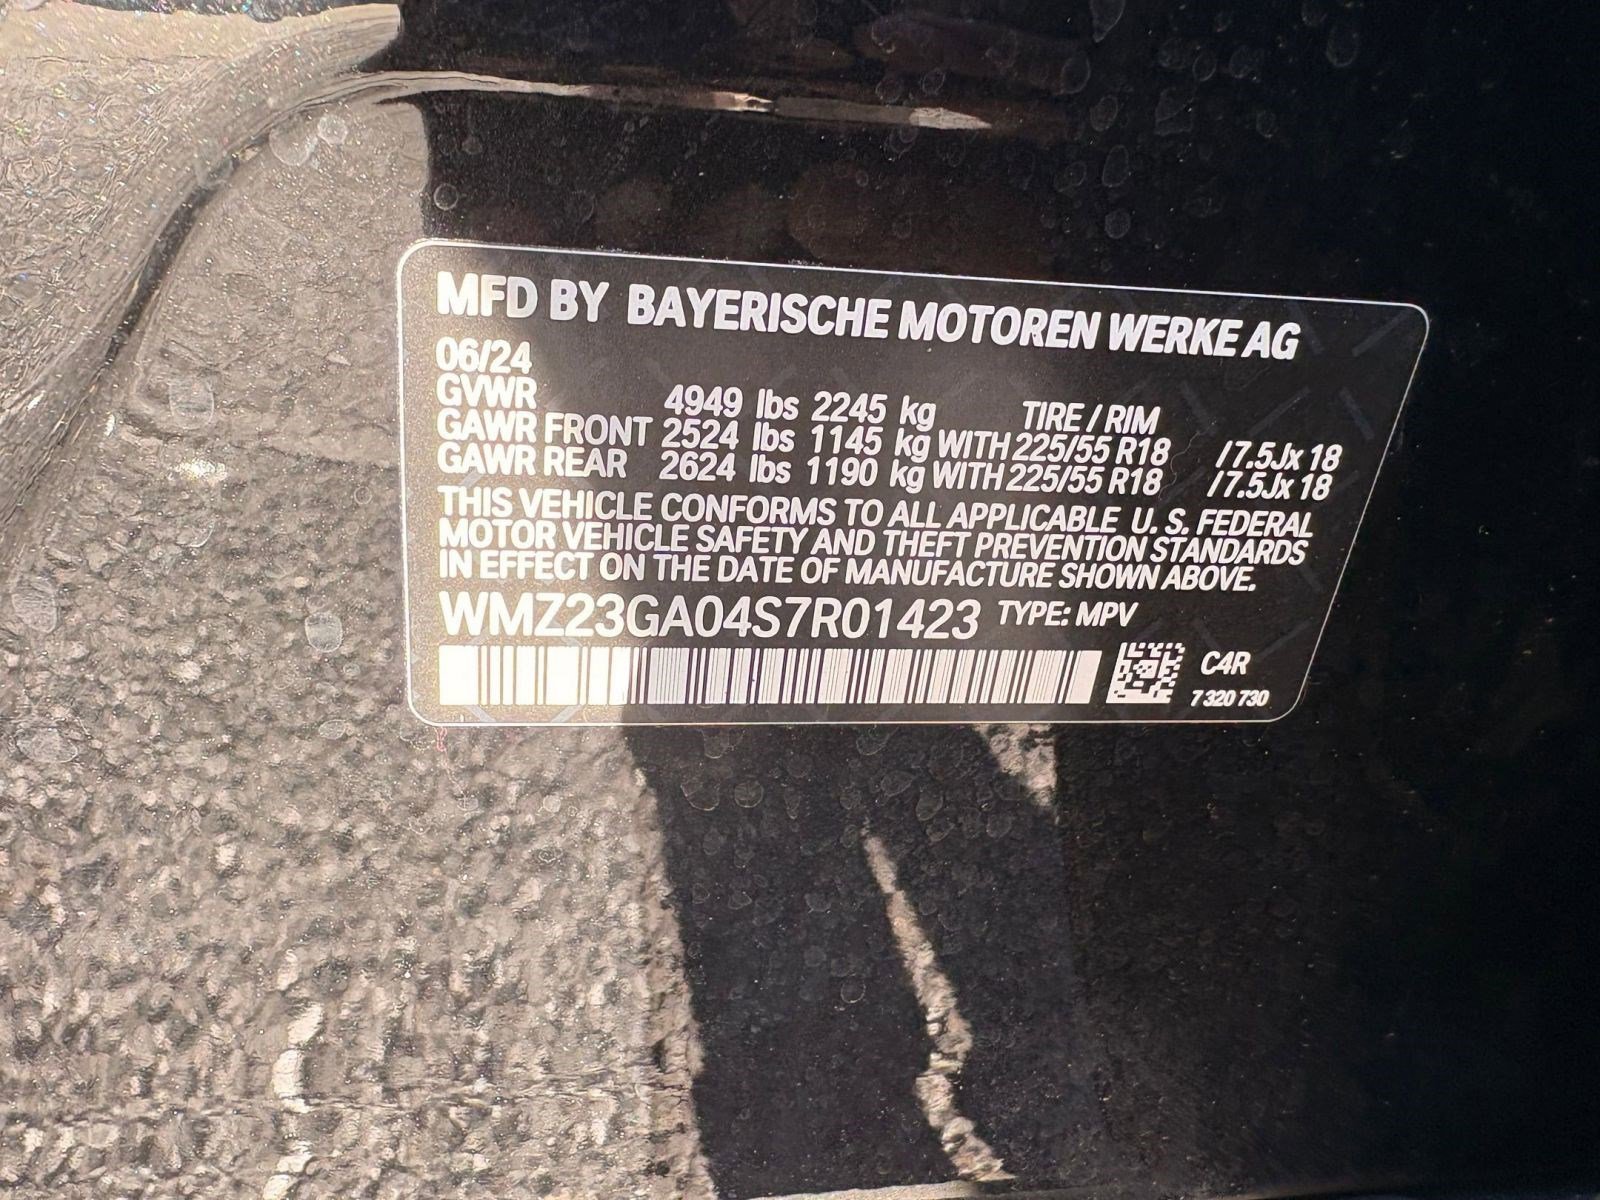 MFD BY BAYERISCHE MOTOREN WERKE AG
06/24
GVWR 4949 lbs 2245 kg TIRE / RIM
GAWR FRONT 2524 lbs 1145 kg WITH 225/55 R18 /7.5Jx 18
GAWR REAR 2624 lbs 1190 kg WITH 225/55 R18 /7.5Jx 18
THIS VEHICLE CONFORMS TO ALL APPLICABLE U. S. FEDERAL
MOTOR VEHICLE SAFETY AND THEFT PREVENTION STANDARDS
IN EFFECT ON THE DATE OF MANUFACTURE SHOWN ABOVE.
WMZ23GA04S7R01423 TYPE: MPV
C4R
7 320 730